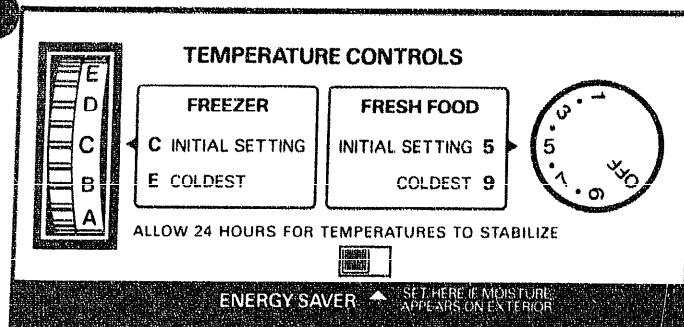 TEMPERATURE CONTROLS
E
D
C
B
A
FREEZER
C INITIAL SETTING
E COLDEST
FRESH FOOD
INITIAL SETTING 5
COLDEST 9
1
3
5
7
9
OFF
ALLOW 24 HOURS FOR TEMPERATURES TO STABILIZE
ENERGY SAVER
SET HERE IF MOISTURE
APPEARS ON EXTERIOR